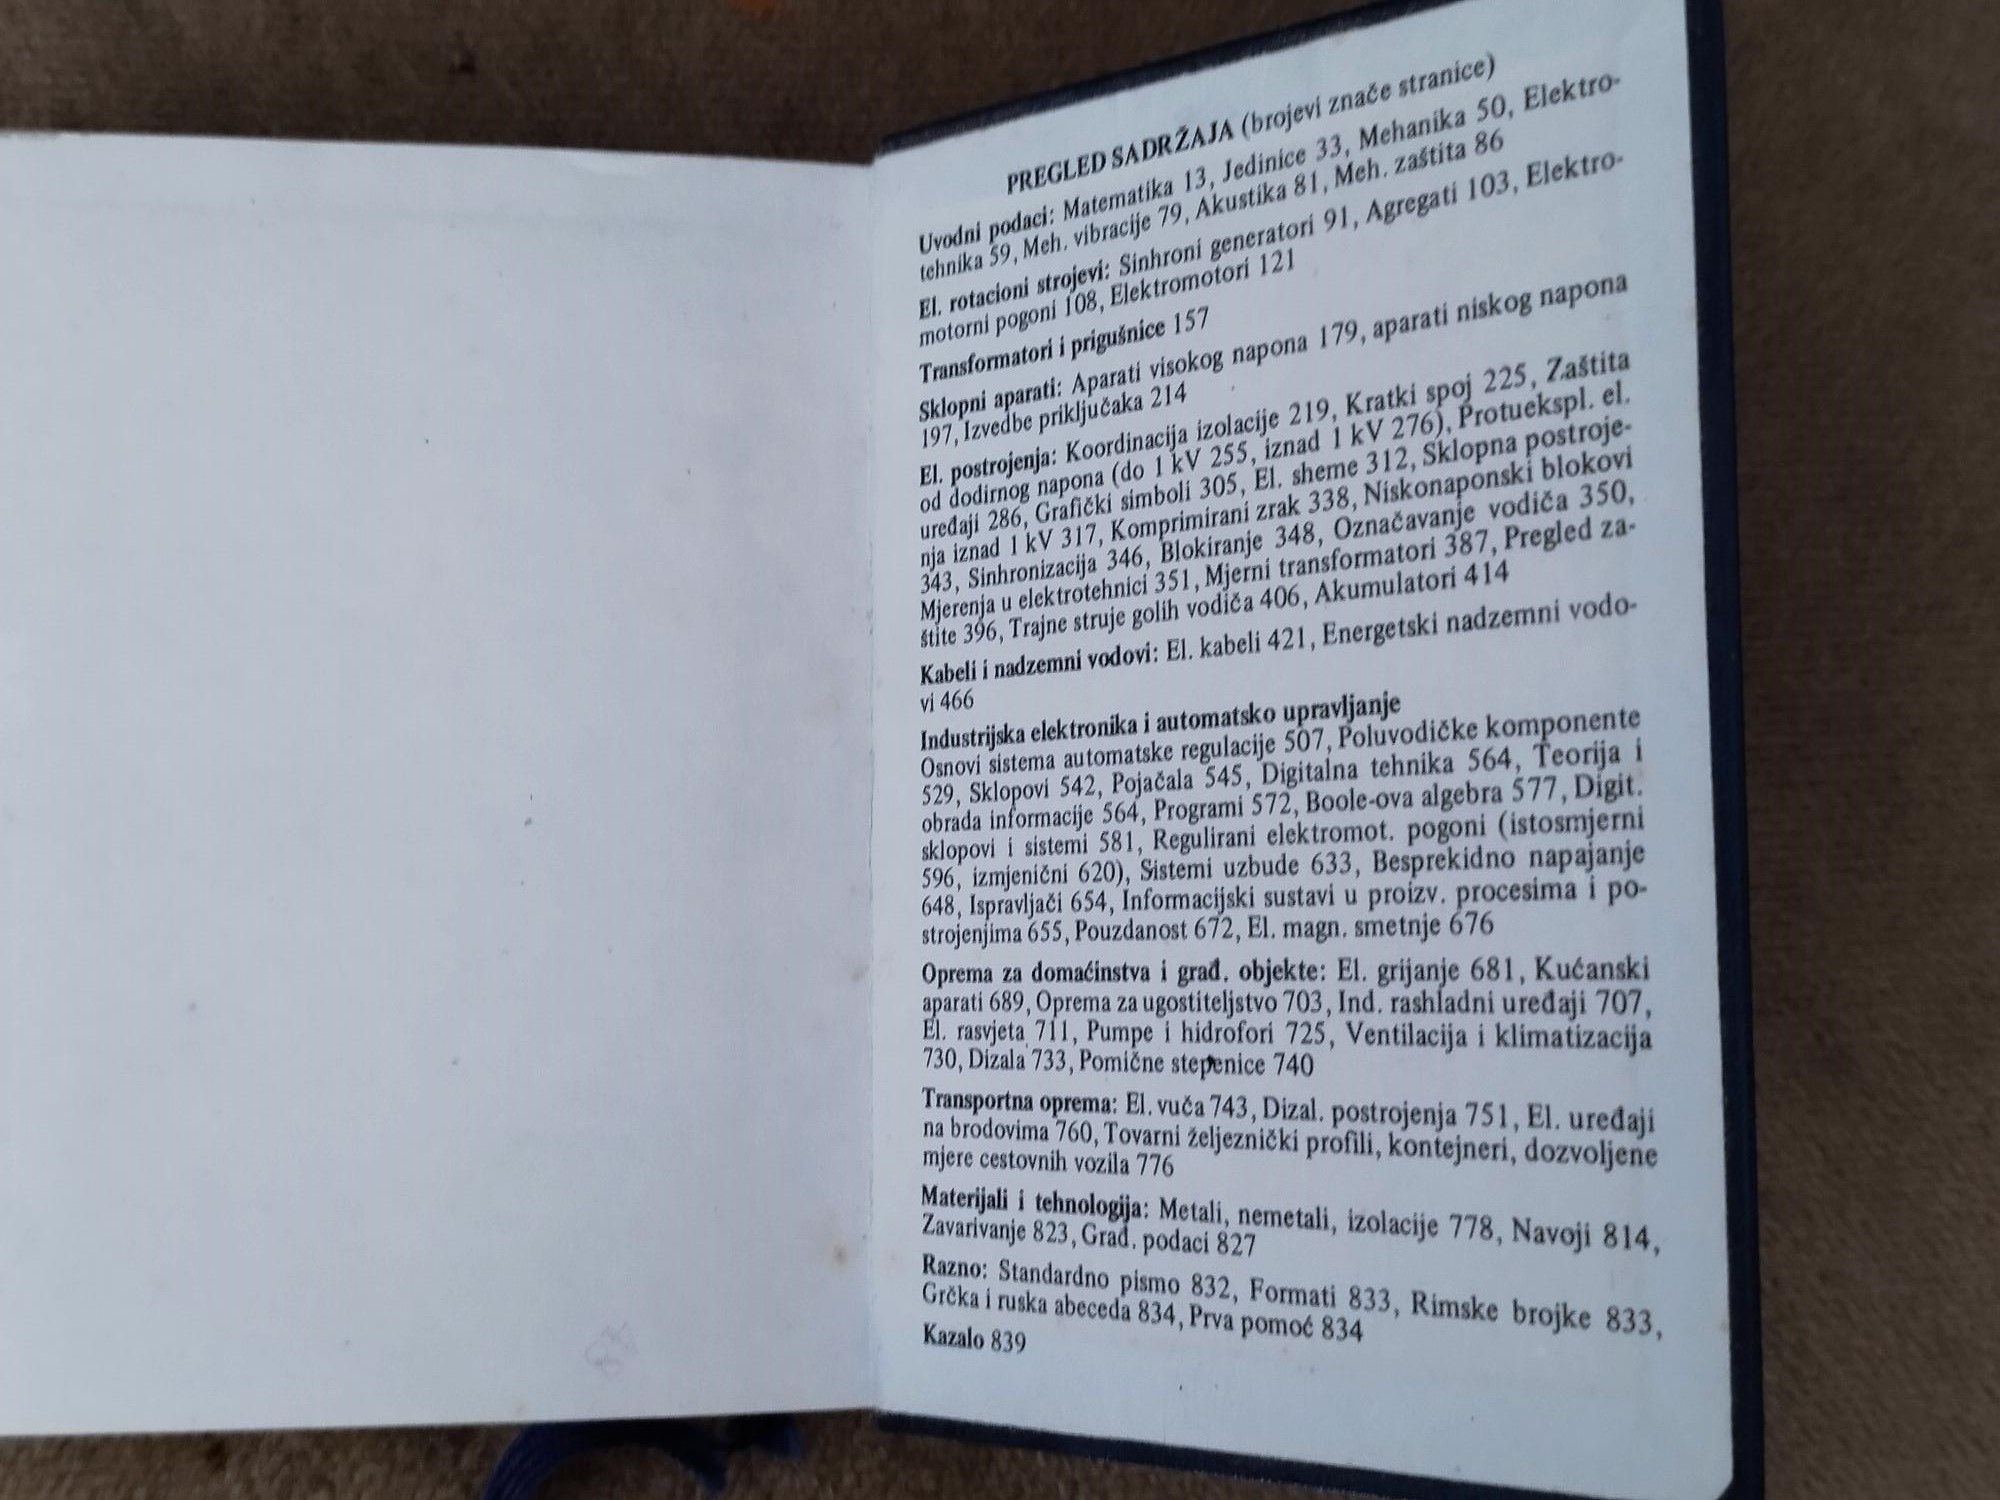 PREGLED SADRŽAJA (brojevi znače stranice)
Uvodni podaci: Matematika 13, Jedinice 33, Mehanika 50, Elektro-
tehnika 59, Meh. vibracije 79, Akustika 81, Meh. zaštita 86
El. rotacioni strojevi: Sinhroni generatori 91, Agregati 103, Elektro-
motorni pogoni 108, Elektromotori 121
Transformatori i prigušnice 157
Sklopni aparati: Aparati visokog napona 179, aparati niskog napona
197, Izvedbe priključaka 214
El. postrojenja: Koordinacija izolacije 219, Kratki spoj 225, Zaštita
od dodirnog napona (do 1 kV 255, iznad 1 kV 276), Protuekspl. el.
uređaji 286, Grafički simboli 305, El. sheme 312, Sklopna postroje-
nja iznad 1 kV 317, Komprimirani zrak 338, Niskonaponski blokovi
343, Sinhronizacija 346, Blokiranje 348, Označavanje vodiča 350,
Mjerenja u elektrotehnici 351, Mjerni transformatori 387, Pregled za-
štite 396, Trajne struje golih vodiča 406, Akumulatori 414
Kabeli i nadzemni vodovi: El. kabeli 421, Energetski nadzemni vodo-
vi 466
Industrijska elektronika i automatsko upravljanje
Osnovi sistema automatske regulacije 507, Poluvodičke komponente
529, Sklopovi 542, Pojačala 545, Digitalna tehnika 564, Teorija i
obrada informacije 564, Programi 572, Boole-ova algebra 577, Digit.
sklopovi i sistemi 581, Regulirani elektromot. pogoni (istosmjerni
596, izmjenični 620), Sistemi uzbude 633, Besprekidno napajanje
648, Ispravljači 654, Informacijski sustavi u proizv. procesima i po-
strojenjima 655, Pouzdanost 672, El. magn. smetnje 676
Oprema za domaćinstva i građ. objekte: El. grijanje 681, Kućanski
aparati 689, Oprema za ugostiteljstvo 703, Ind. rashladni uređaji 707,
El. rasvjeta 711, Pumpe i hidrofori 725, Ventilacija i klimatizacija
730, Dizala 733, Pomične stepenice 740
Transportna oprema: El. vuča 743, Dizal. postrojenja 751, El. uređaji
na brodovima 760, Tovarni željeznički profili, kontejneri, dozvoljene
mjere cestovnih vozila 776
Materijali i tehnologija: Metali, nemetali, izolacije 778, Navoji 814,
Zavarivanje 823, Građ. podaci 827
Razno: Standardno pismo 832, Formati 833, Rimske brojke 833,
Grčka i ruska abeceda 834, Prva pomoć 834
Kazalo 839